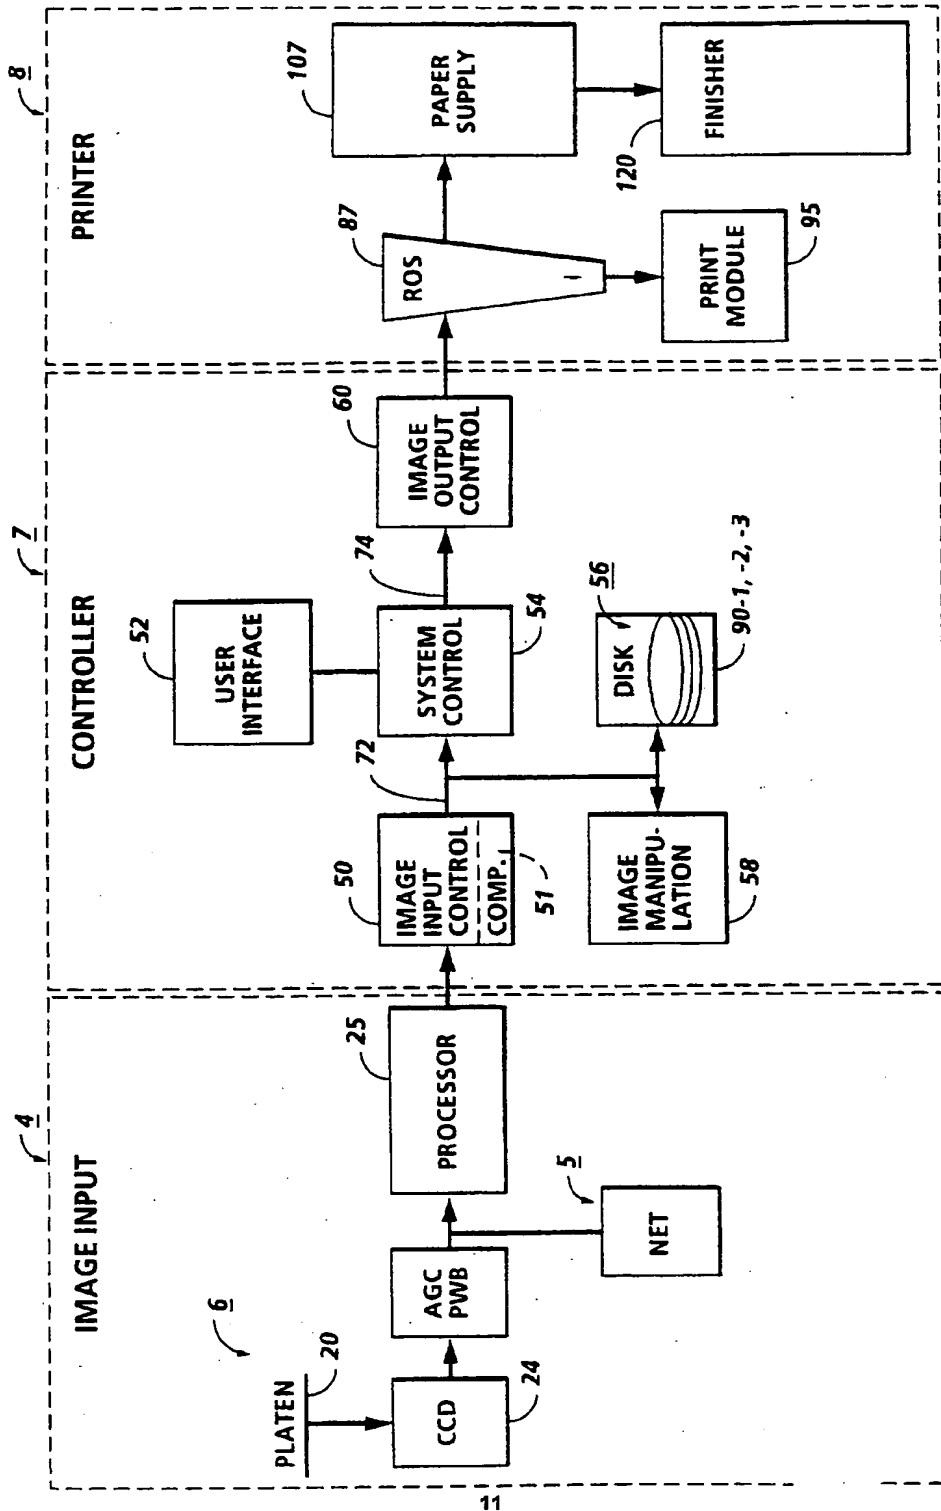 4
IMAGE INPUT
6
PLATEN
20
CCD
24
AGC
PWB
PROCESSOR
25
5
NET
7
CONTROLLER
50
IMAGE
INPUT
CONTROL
COMP.
51
72
52
USER
INTERFACE
SYSTEM
CONTROL
54
74
IMAGE
MANIPU-
LATION
58
DISK
56
90-1, -2, -3
60
IMAGE
OUTPUT
CONTROL
8
PRINTER
87
ROS
PRINT
MODULE
95
107
PAPER
SUPPLY
120
FINISHER
11